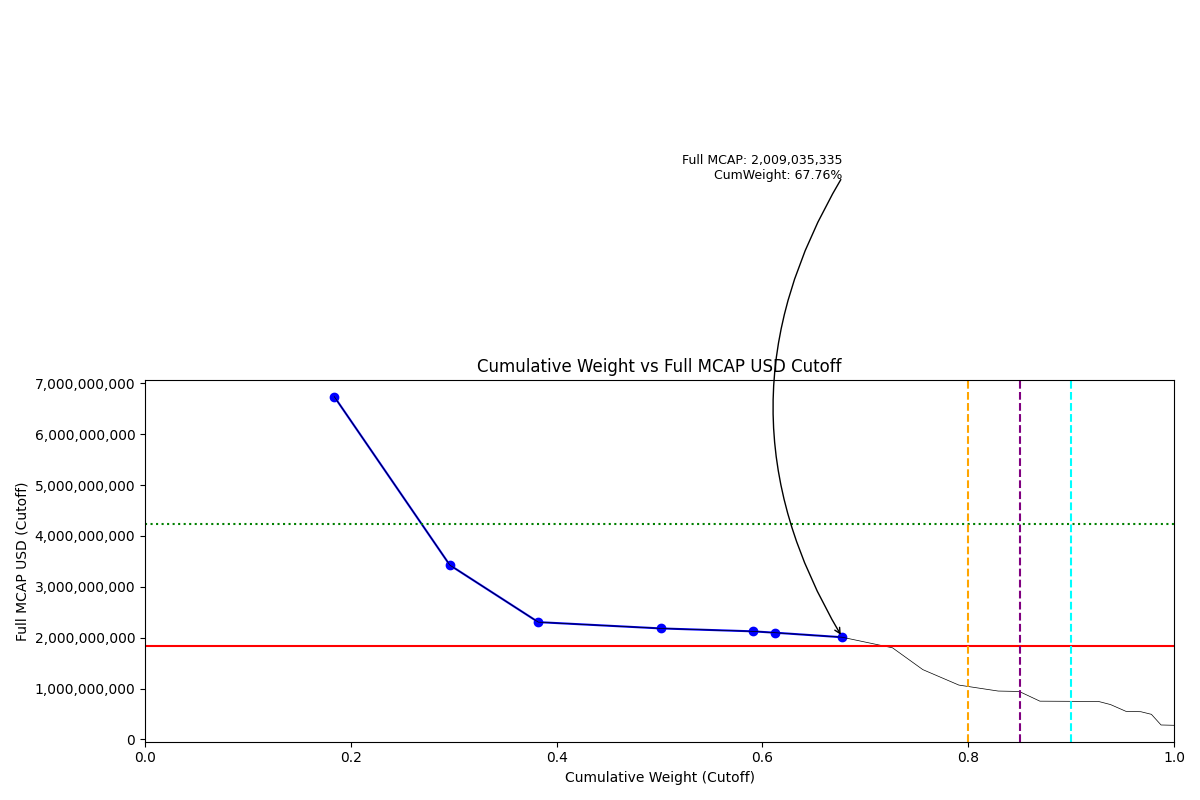 Full MCAP: 2,009,035,335
CumWeight: 67.76%
Cumulative Weight vs Full MCAP USD Cutoff
7,000,000,000
6,000,000,000
5,000,000,000
4,000,000,000
3,000,000,000
2,000,000,000
1,000,000,000
0
Full MCAP USD (Cutoff)
0.0
0.2
0.4
0.6
0.8
1.0
Cumulative Weight (Cutoff)